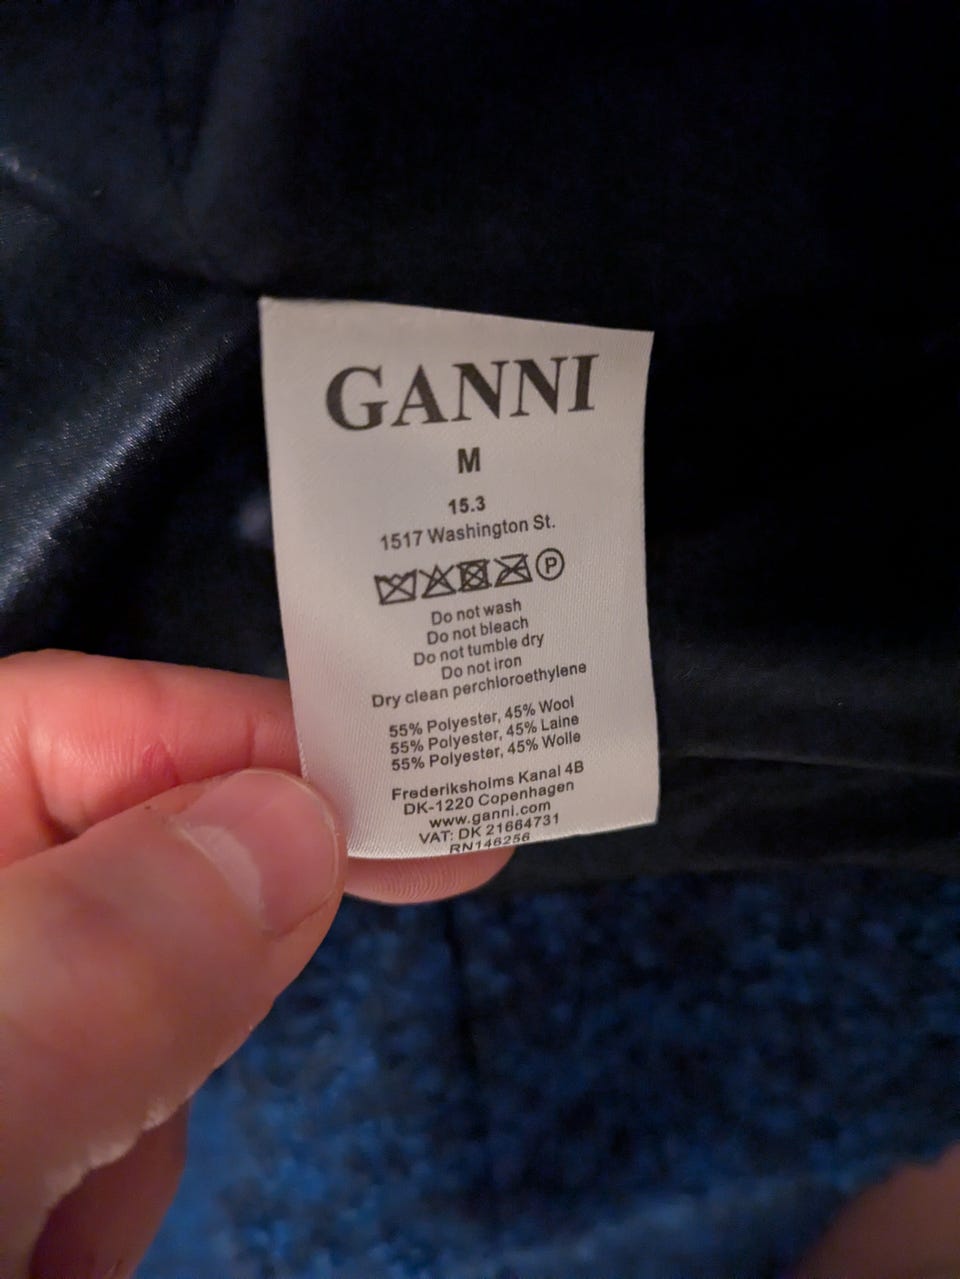 GANNI
M
15.3
1517 Washington St.
P
Do not wash
Do not bleach
Do not tumble dry
Do not iron
Dry clean perchloroethylene
55% Polyester, 45% Wool
55% Polyester, 45% Laine
55% Polyester, 45% Wolle
Frederiksholms Kanal 4B
DK-1220 Copenhagen
www.ganni.com
VAT: DK 21664731
RN146256